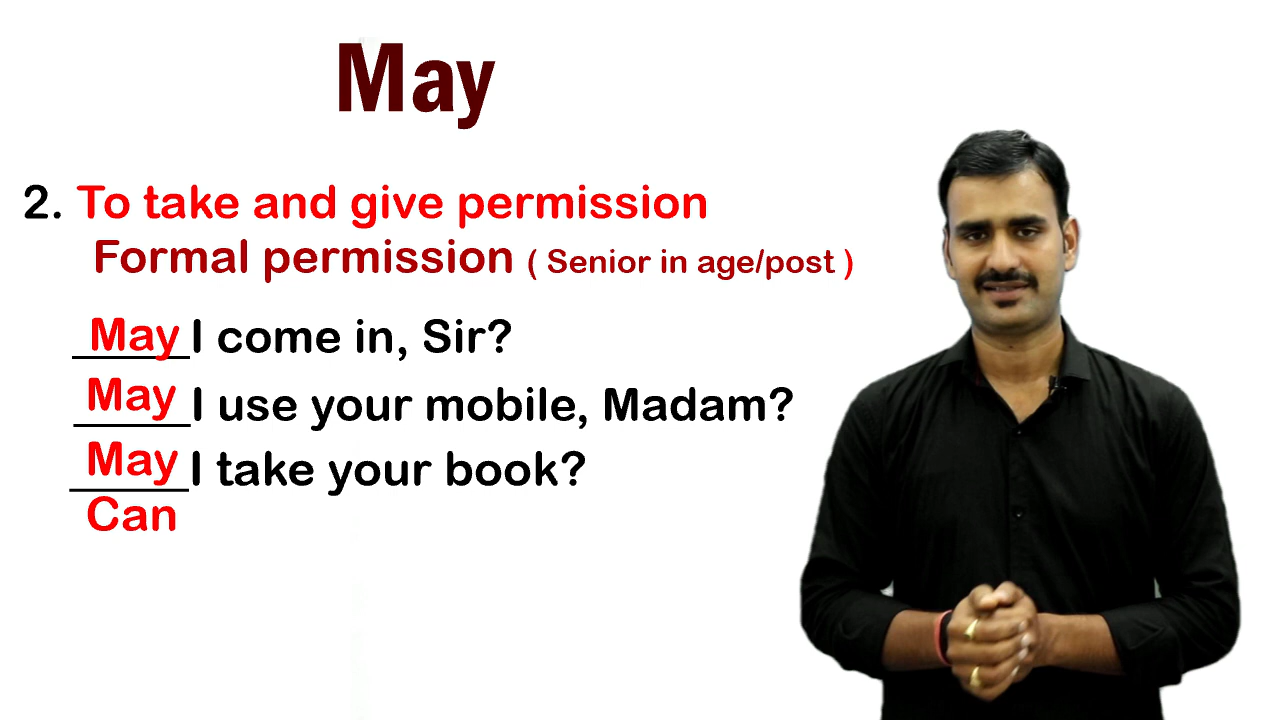 May
2. To take and give permission
Formal permission ( Senior in age/post )
May I come in, Sir?
May I use your mobile, Madam?
May I take your book?
Can